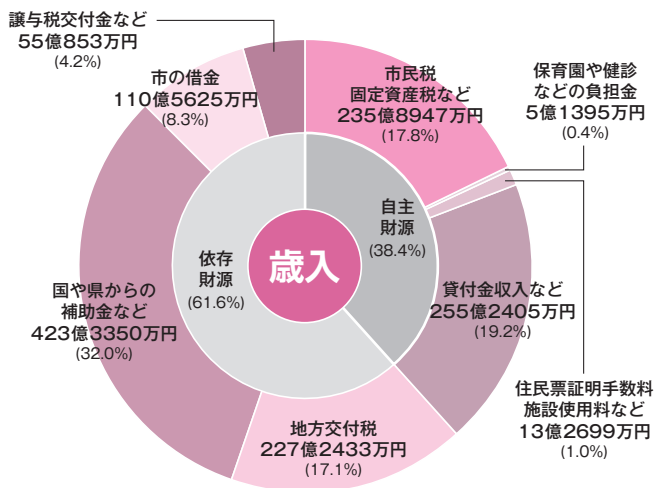 譲与税交付金など
55億853万円
(4.2%)
市の借金
110億5625万円
(8.3%)
市民税
固定資産税など
235億8947万円
(17.8%)
保育園や健診
などの負担金
5億1395万円
(0.4%)
自主
財源
(38.4%)
歳入
依存
財源
(61.6%)
国や県からの
補助金など
423億3350万円
(32.0%)
貸付金収入など
255億2405万円
(19.2%)
住民票証明手数料
施設使用料など
13億2699万円
(1.0%)
地方交付税
227億2433万円
(17.1%)